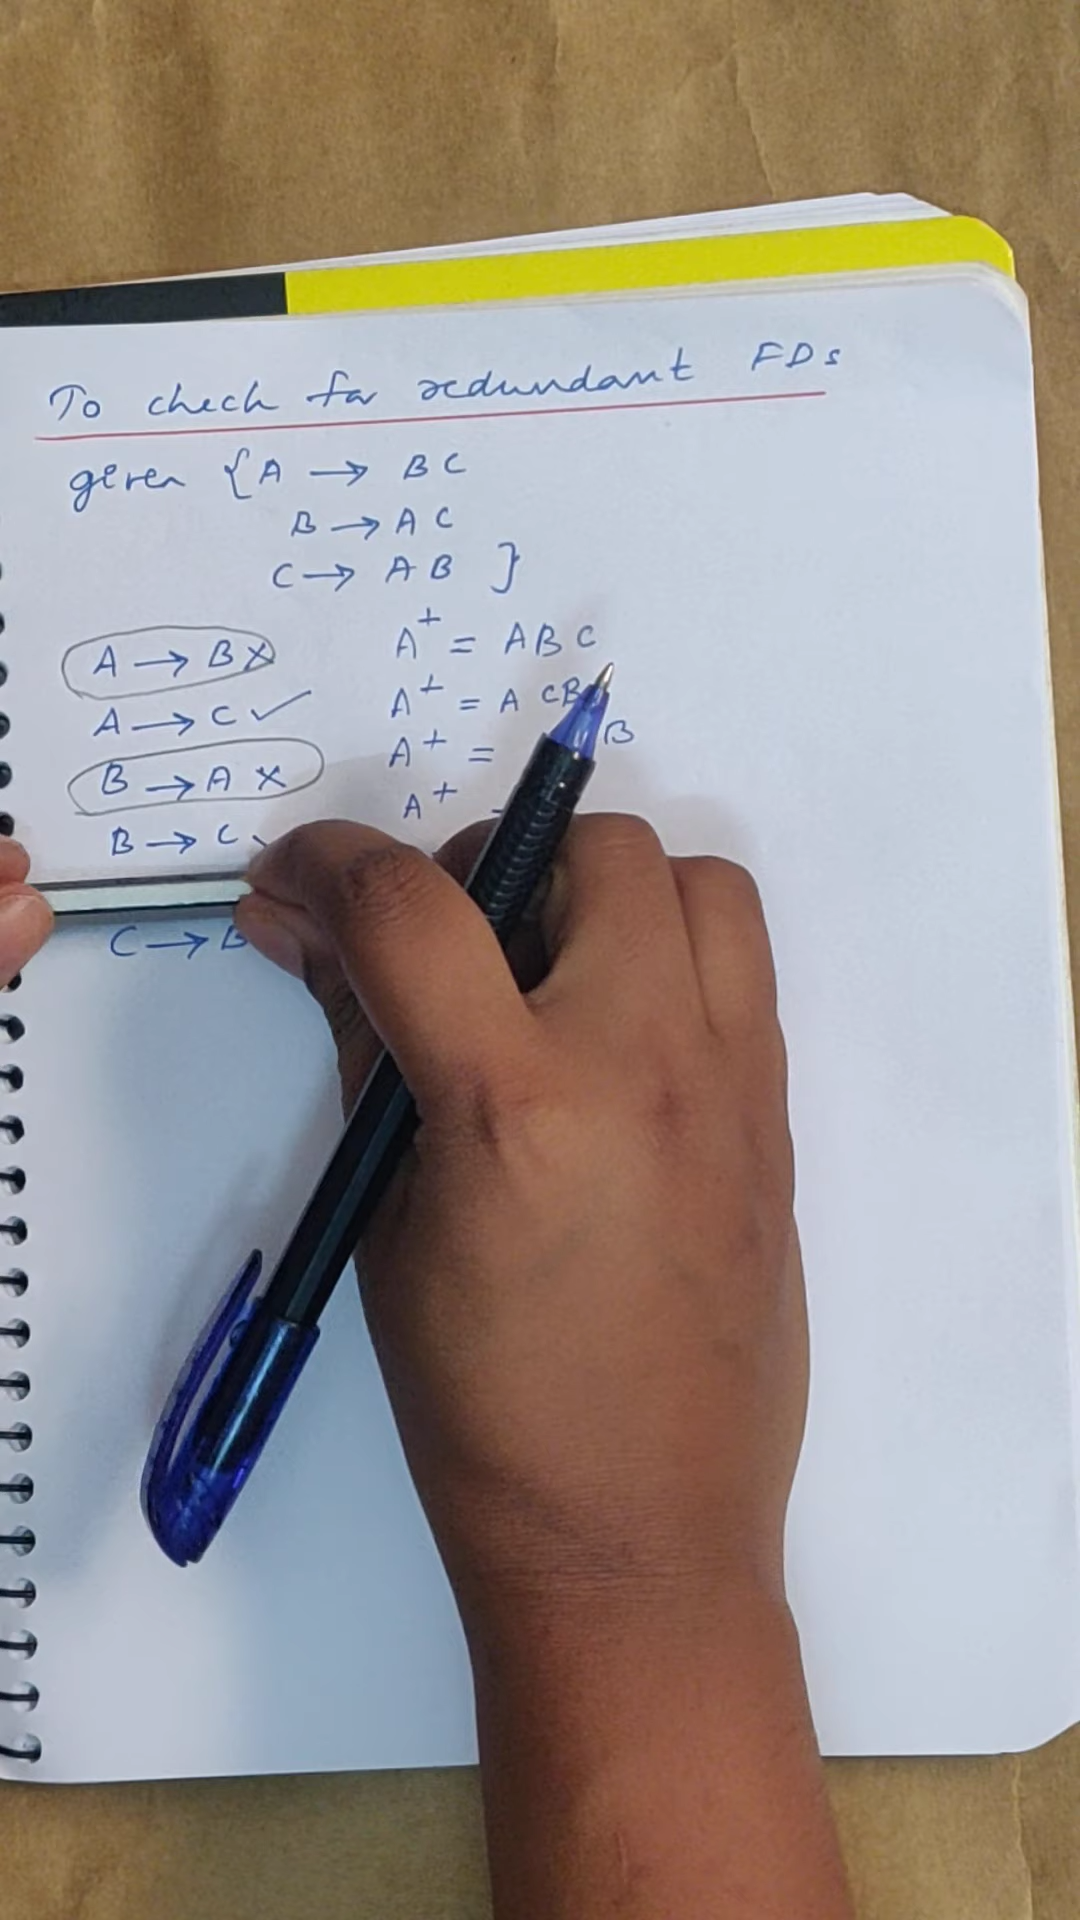 To check for redundant FDs
given { A → BC
B → AC
C → AB }
A → B x
A → C ✓
B → A x
B → C
C → B
A⁺ = ABC
A⁺ = A CB
A⁺ = B
A⁺